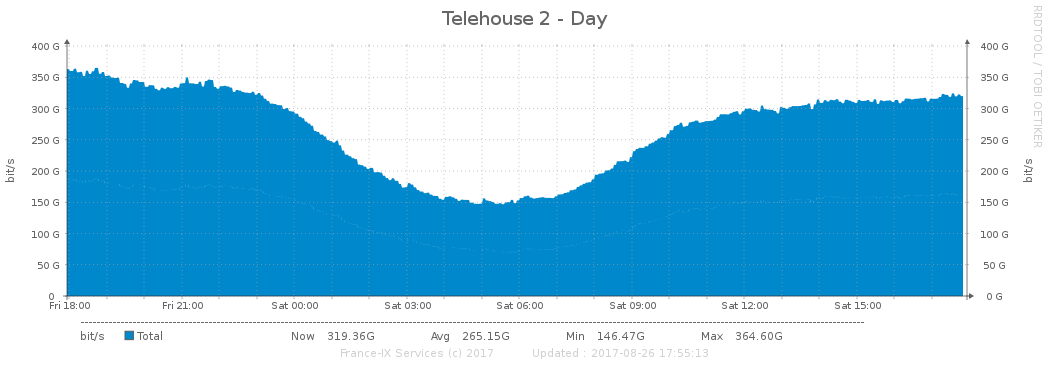 Telehouse 2 - Day
RRDTOOL / TOBI OETIKER
400 G 400 G
350 G 350 G
300 G 300 G
250 G 250 G
200 G 200 G
150 G 150 G
100 G 100 G
50 G 50 G
0 0 G
bit/s bit/s
Fri 18:00 Fri 21:00 Sat 00:00 Sat 03:00 Sat 06:00 Sat 09:00 Sat 12:00 Sat 15:00
bit/s Total Now 319.36G Avg 265.15G Min 146.47G Max 364.60G
France-IX Services (c) 2017 Updated : 2017-08-26 17:55:13